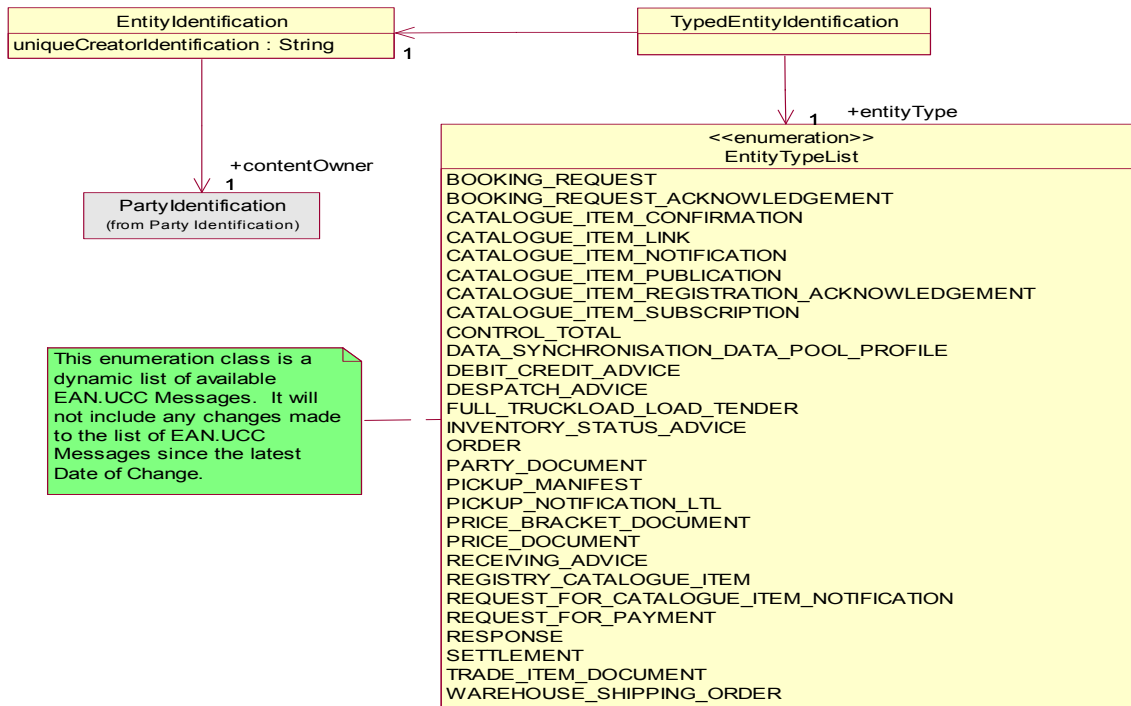 EntityIdentification
uniqueCreatorIdentification : String
TypedEntityIdentification
1
+contentOwner
1
PartyIdentification
(from Party Identification)
+entityType
1
<<enumeration>>
EntityTypeList
BOOKING_REQUEST
BOOKING_REQUEST_ACKNOWLEDGEMENT
CATALOGUE_ITEM_CONFIRMATION
CATALOGUE_ITEM_LINK
CATALOGUE_ITEM_NOTIFICATION
CATALOGUE_ITEM_PUBLICATION
CATALOGUE_ITEM_REGISTRATION_ACKNOWLEDGEMENT
CATALOGUE_ITEM_SUBSCRIPTION
CONTROL_TOTAL
DATA_SYNCHRONISATION_DATA_POOL_PROFILE
DEBIT_CREDIT_ADVICE
DESPATCH_ADVICE
FULL_TRUCKLOAD_LOAD_TENDER
INVENTORY_STATUS_ADVICE
ORDER
PARTY_DOCUMENT
PICKUP_MANIFEST
PICKUP_NOTIFICATION_LTL
PRICE_BRACKET_DOCUMENT
PRICE_DOCUMENT
RECEIVING_ADVICE
REGISTRY_CATALOGUE_ITEM
REQUEST_FOR_CATALOGUE_ITEM_NOTIFICATION
REQUEST_FOR_PAYMENT
RESPONSE
SETTLEMENT
TRADE_ITEM_DOCUMENT
WAREHOUSE_SHIPPING_ORDER
This enumeration class is a
dynamic list of available
EAN.UCC Messages. It will
not include any changes made
to the list of EAN.UCC
Messages since the latest
Date of Change.